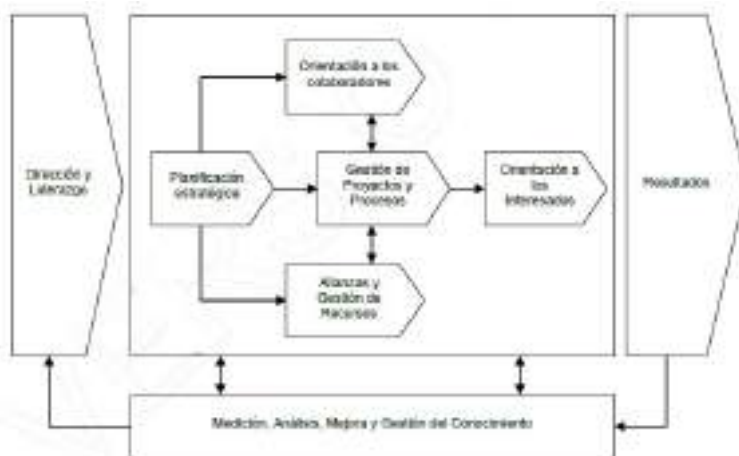 Orientación a los
colaboradores
Dirección y
Liderazgo
Planificación
estratégica
Gestión de
Proyectos y
Procesos
Orientación a
los
Interesados
Resultados
Alianzas y
Gestión de
Recursos
Medición, Análisis, Mejora y Gestión del Conocimiento